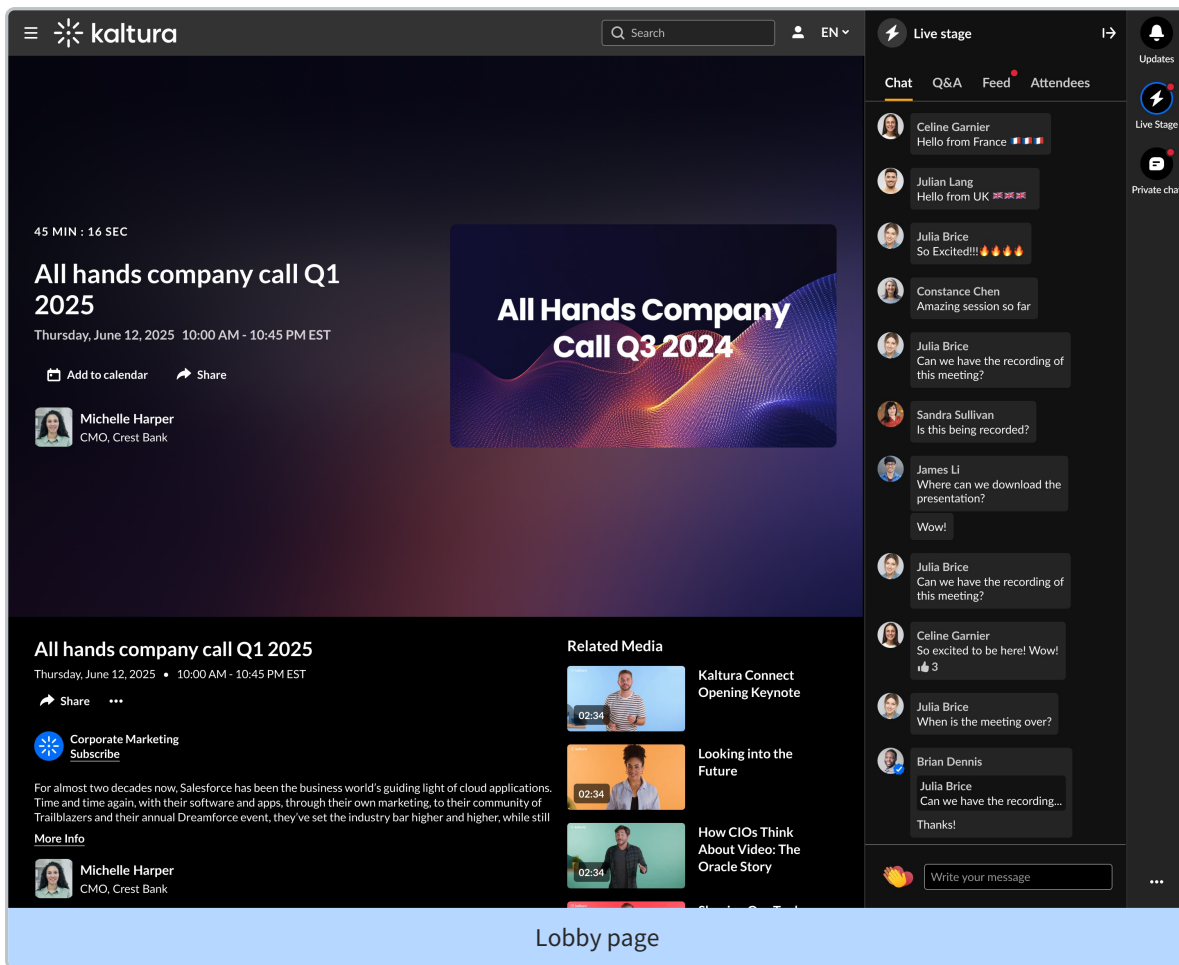 kaltura
Search
EN
45 MIN : 16 SEC
All hands company call Q1
2025
Thursday, June 12, 2025 10:00 AM - 10:45 PM EST
Add to calendar
Share
Michelle Harper
CMO, Crest Bank
All Hands Company
Call Q3 2024
All hands company call Q1 2025
Thursday, June 12, 2025 • 10:00 AM - 10:45 PM EST
Share
Corporate Marketing
Subscribe
For almost two decades now, Salesforce has been the business world's guiding light of cloud applications.
Time and time again, with their software and apps, through their own marketing, to their community of
Trailblazers and their annual Dreamforce event, they've set the industry bar higher and higher, while still
More Info
Michelle Harper
CMO, Crest Bank
Related Media
02:34
Kaltura Connect
Opening Keynote
02:34
Looking into the
Future
02:34
How CIOs Think
About Video: The
Oracle Story
Live stage
Chat
Q&A
Feed
Attendees
Celine Garnier
Hello from France 🇫🇷🇫🇷🇫🇷
Julian Lang
Hello from UK 🇬🇧🇬🇧🇬🇧
Julia Brice
So Excited!!!🔥🔥🔥🔥
Constance Chen
Amazing session so far
Julia Brice
Can we have the recording of
this meeting?
Sandra Sullivan
Is this being recorded?
James Li
Where can we download the
presentation?
Wow!
Julia Brice
Can we have the recording of
this meeting?
Celine Garnier
So excited to be here! Wow!
3
Julia Brice
When is the meeting over?
Brian Dennis
Julia Brice
Can we have the recording...
Thanks!
Write your message
Updates
Live Stage
Private chat
Lobby page